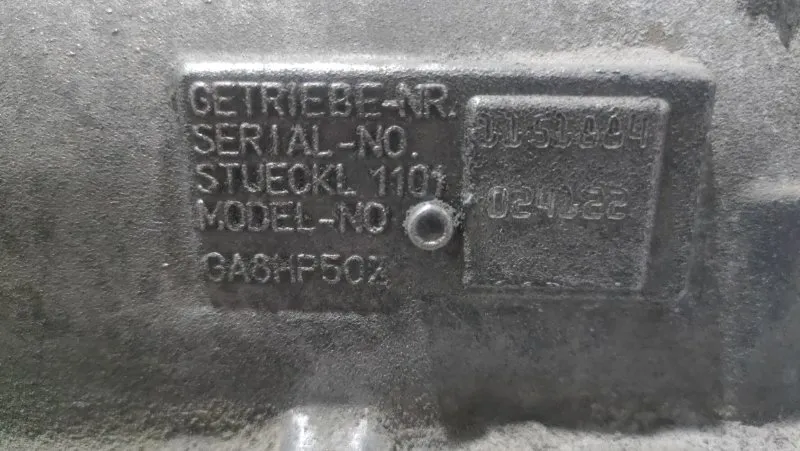 GETRIEBE-NR.
SERIAL-NO.
STUECKL 1101
MODEL-NO
GA8HP50Z